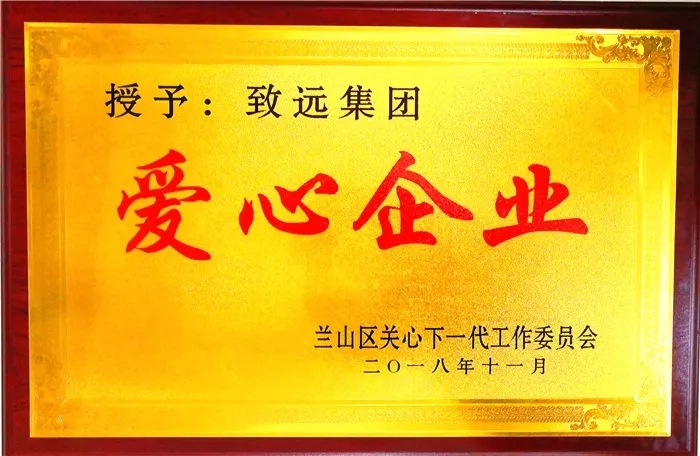 授予：致远集团
爱心企业
兰山区关心下一代工作委员会
二〇一八年十一月